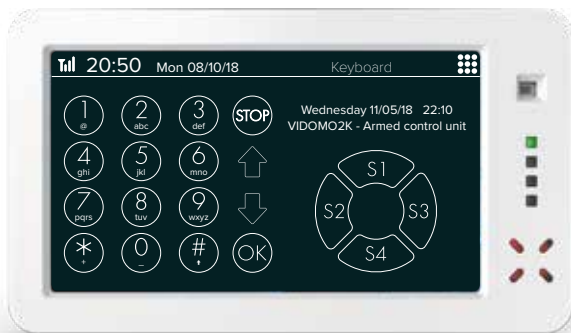 20:50 Mon 08/10/18 Keyboard
1 2 3 STOP
@ abc def
4 5 6
ghi jkl mno
7 8 9
pqrs tuv wxyz
* 0 # OK
+ _
Wednesday 11/05/18 22:10
VIDOMO2K - Armed control unit
S1
S2 S3
S4